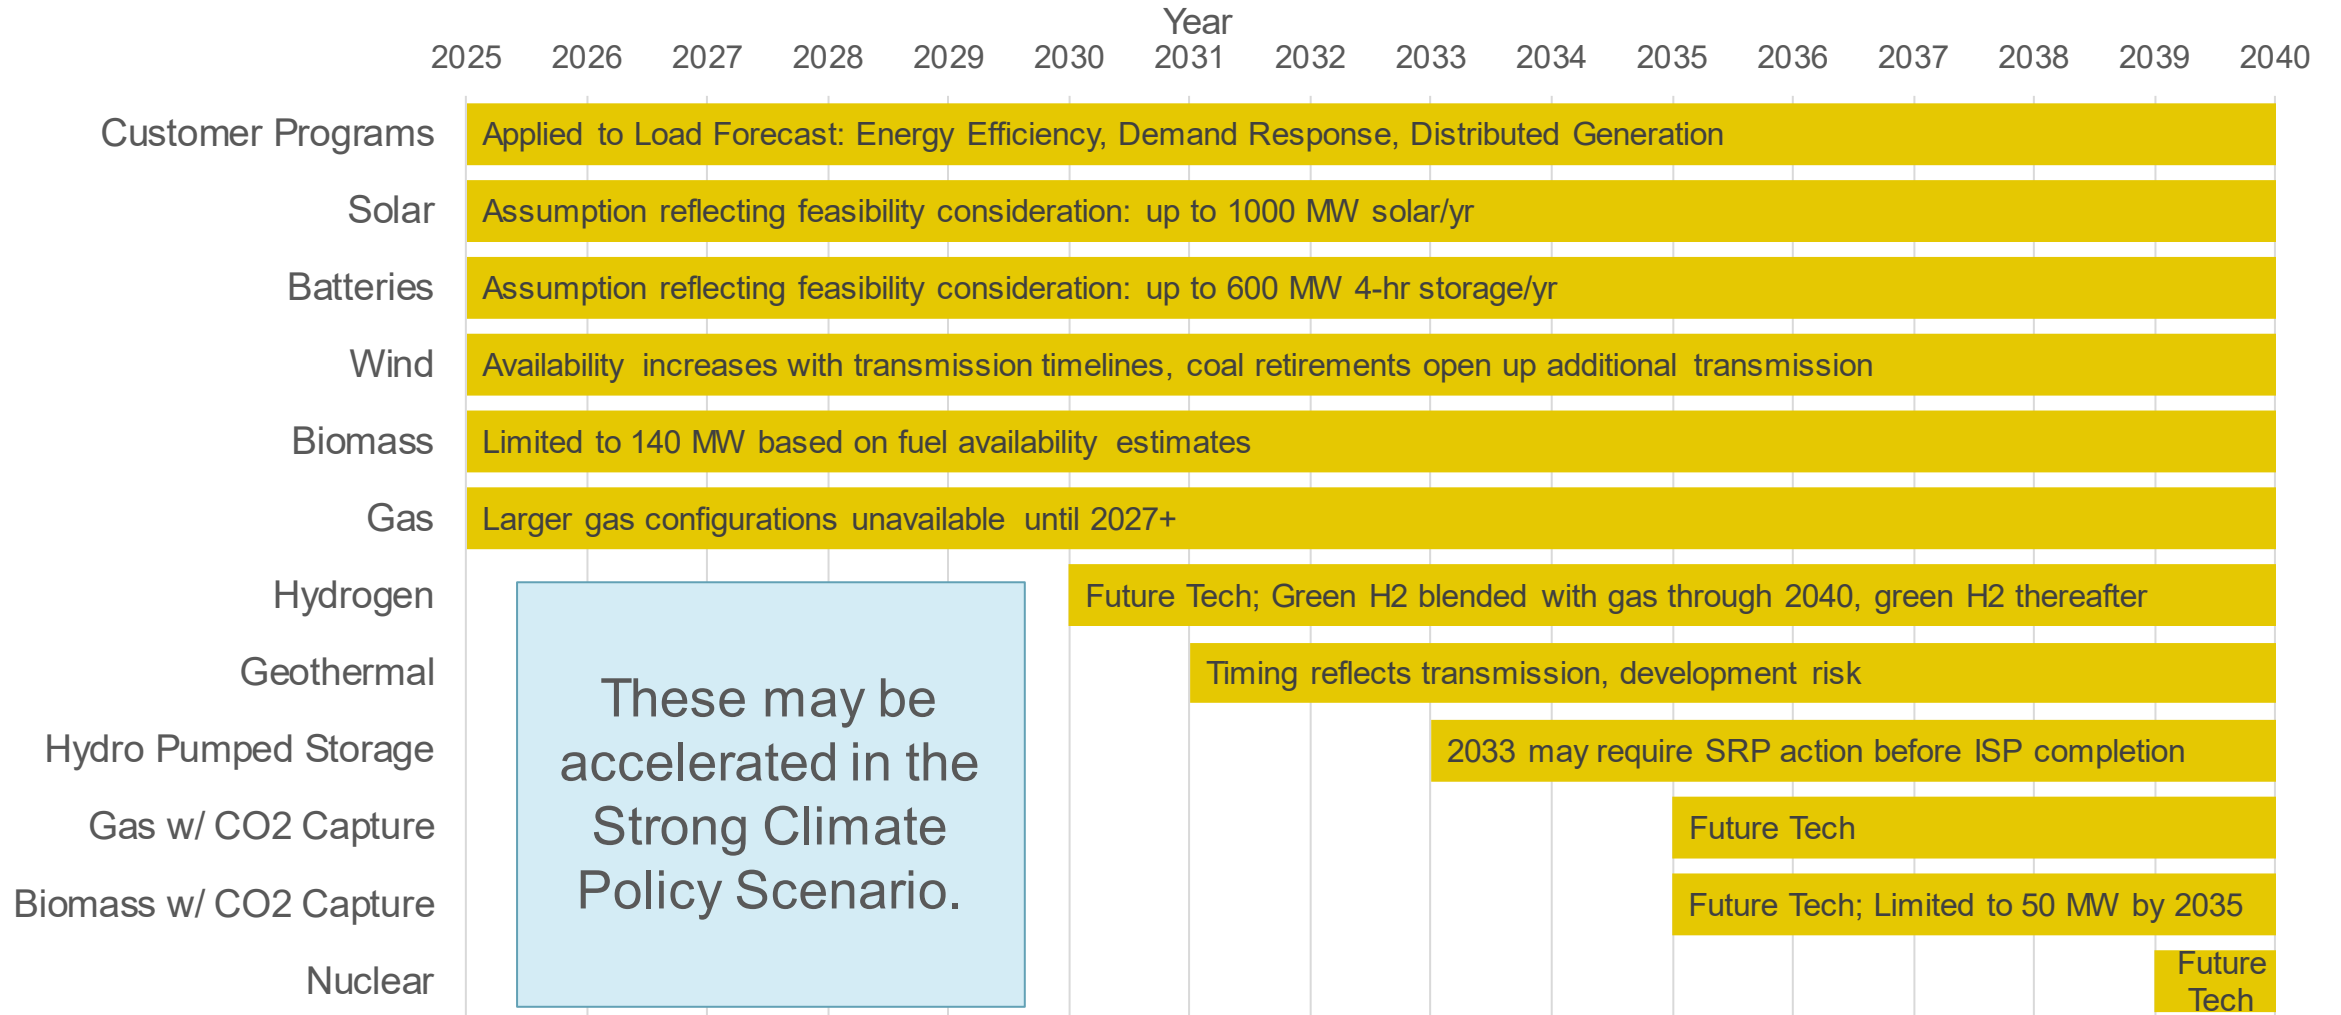 Year
2025 2026 2027 2028 2029 2030 2031 2032 2033 2034 2035 2036 2037 2038 2039 2040
Customer Programs Applied to Load Forecast: Energy Efficiency, Demand Response, Distributed Generation
Solar Assumption reflecting feasibility consideration: up to 1000 MW solar/yr
Batteries Assumption reflecting feasibility consideration: up to 600 MW 4-hr storage/yr
Wind Availability increases with transmission timelines, coal retirements open up additional transmission
Biomass Limited to 140 MW based on fuel availability estimates
Gas Larger gas configurations unavailable until 2027+
Hydrogen Future Tech; Green H2 blended with gas through 2040, green H2 thereafter
Geothermal Timing reflects transmission, development risk
Hydro Pumped Storage 2033 may require SRP action before ISP completion
Gas w/ CO2 Capture Future Tech
Biomass w/ CO2 Capture Future Tech; Limited to 50 MW by 2035
Nuclear Future
Tech
These may be
accelerated in the
Strong Climate
Policy Scenario.